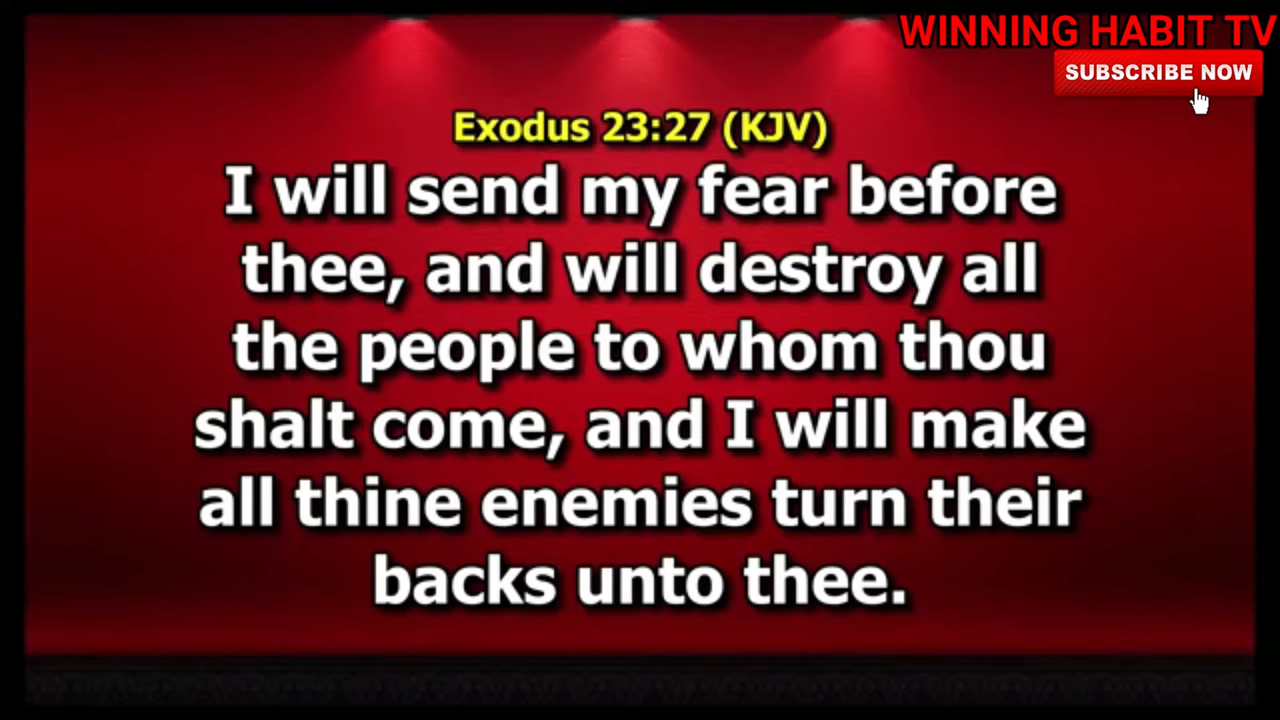 WINNING HABIT TV
SUBSCRIBE NOW
Exodus 23:27 (KJV)
I will send my fear before
thee, and will destroy all
the people to whom thou
shalt come, and I will make
all thine enemies turn their
backs unto thee.